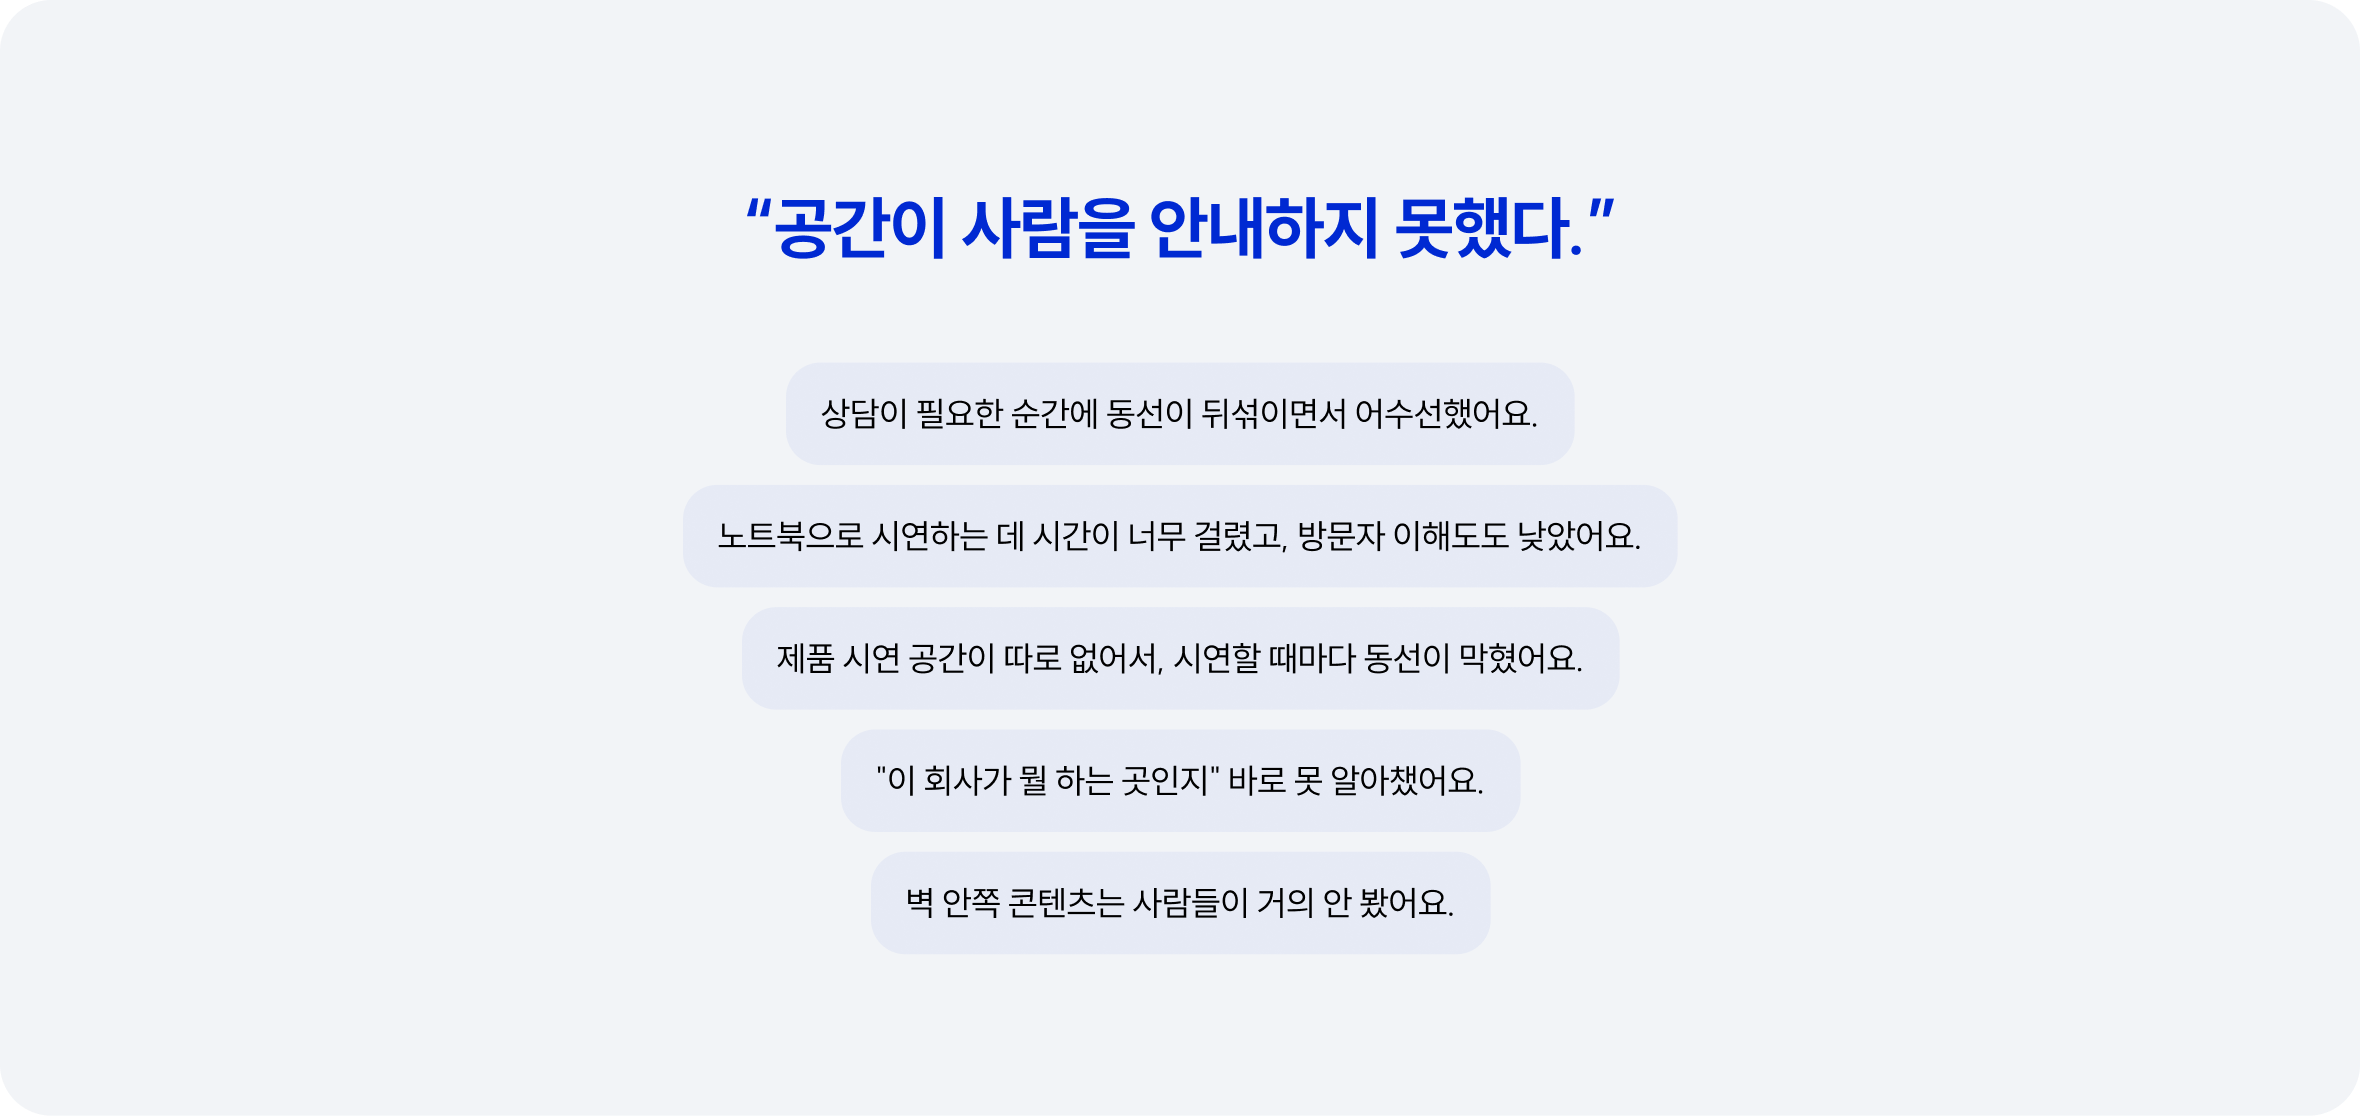 “공간이 사람을 안내하지 못했다.”
상담이 필요한 순간에 동선이 뒤섞이면서 어수선했어요.
노트북으로 시연하는 데 시간이 너무 걸렸고, 방문자 이해도도 낮았어요.
제품 시연 공간이 따로 없어서, 시연할 때마다 동선이 막혔어요.
"이 회사가 뭘 하는 곳인지" 바로 못 알아챘어요.
벽 안쪽 콘텐츠는 사람들이 거의 안 봤어요.